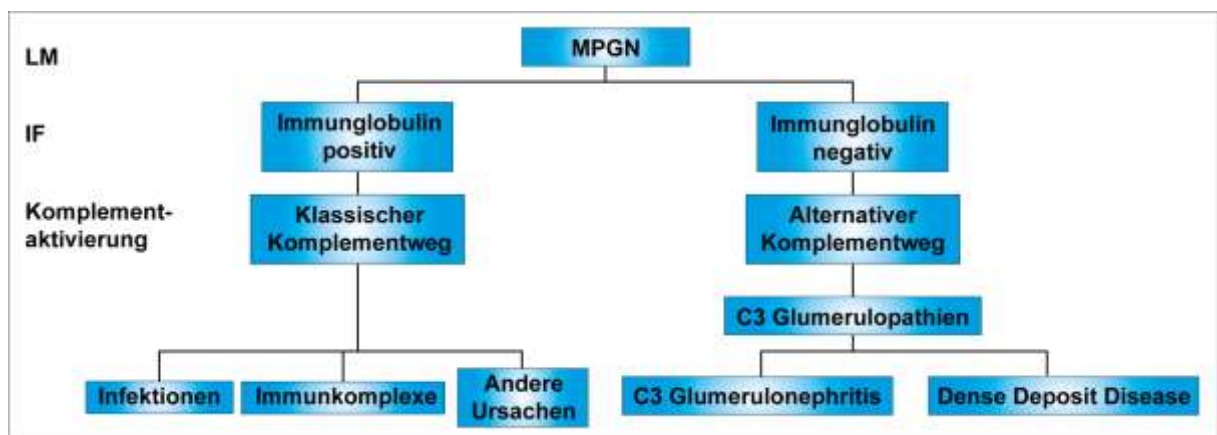 LM
MPGN
IF
Immunglobulin
positiv
Immunglobulin
negativ
Komplement-
aktivierung
Klassischer
Komplementweg
Alternativer
Komplementweg
C3 Glumerulopathien
Infektionen
Immunkomplexe
Andere
Ursachen
C3 Glumerulonephritis
Dense Deposit Disease